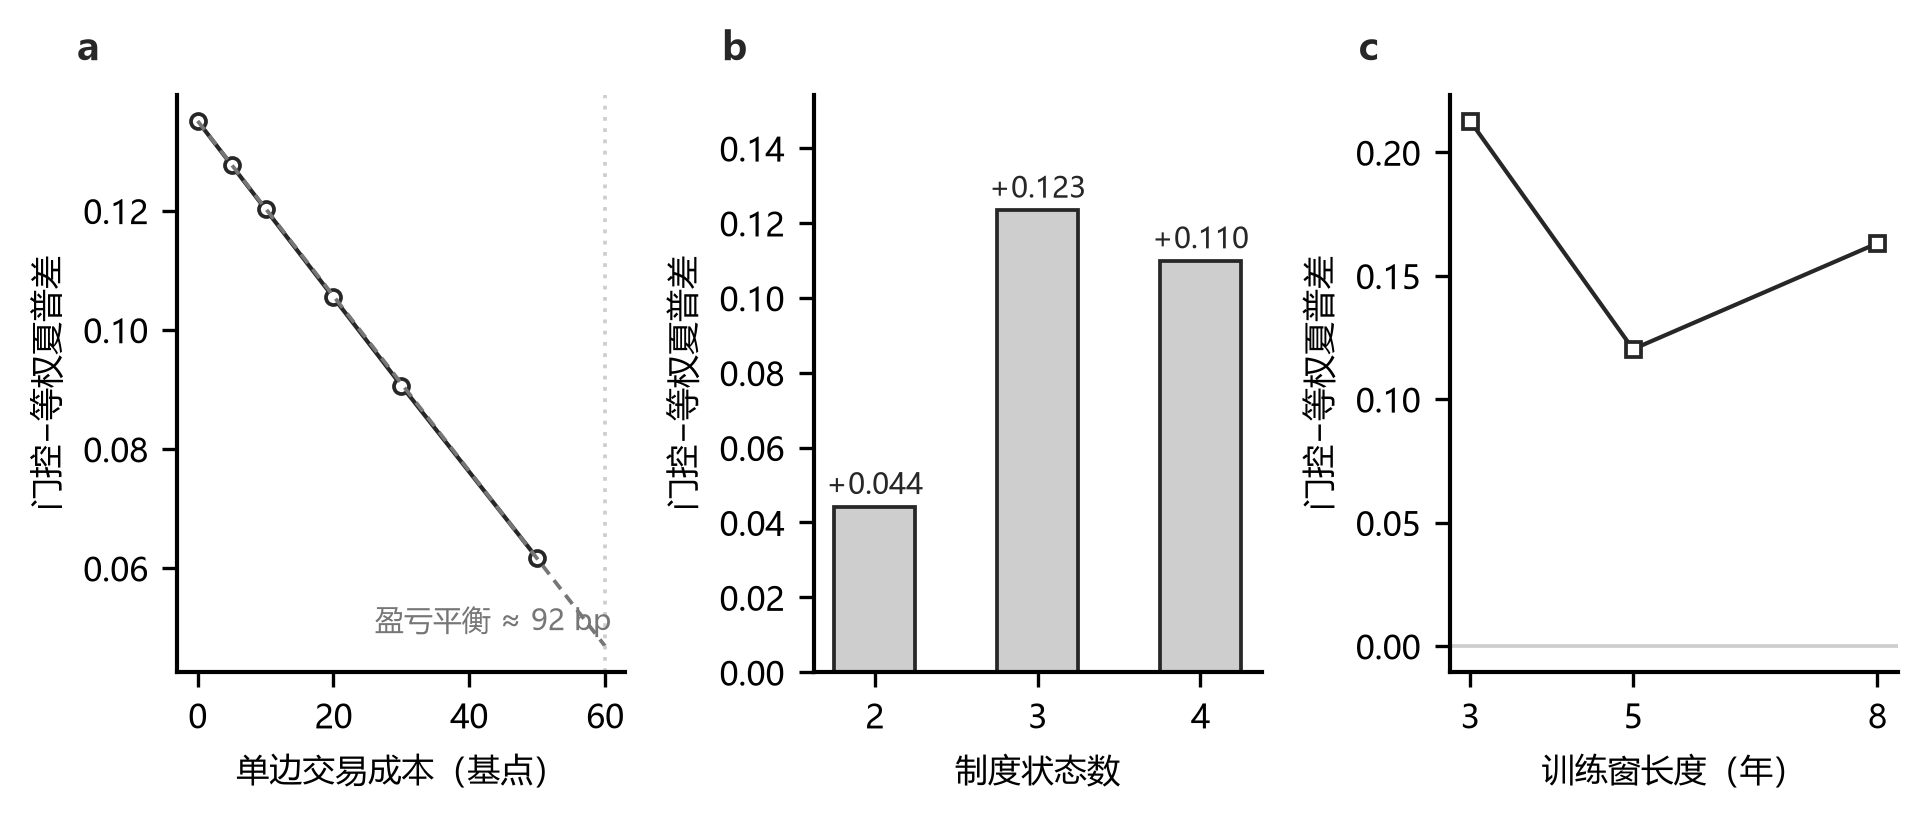 a
门控−等权夏普差
0.12
0.10
0.08
0.06
盈亏平衡 ≈ 92 bp
0 20 40 60
单边交易成本（基点）
b
门控−等权夏普差
0.14
0.12
0.10
0.08
0.06
0.04
0.02
0.00
+0.044
+0.123
+0.110
2 3 4
制度状态数
c
门控−等权夏普差
0.20
0.15
0.10
0.05
0.00
3 5 8
训练窗长度（年）